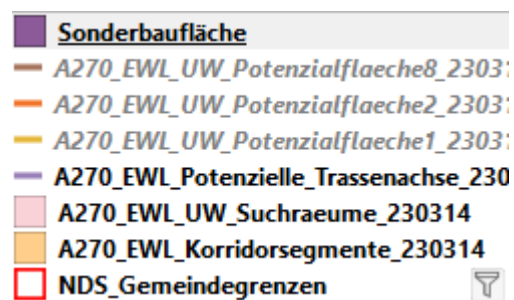 Sonderbaufläche
A270_EWL_UW_Potenzialflaeche8_2303
A270_EWL_UW_Potenzialflaeche2_2303
A270_EWL_UW_Potenzialflaeche1_2303
A270_EWL_Potenzielle_Trassenachse_230
A270_EWL_UW_Suchraeume_230314
A270_EWL_Korridorsegmente_230314
NDS_Gemeindegrenzen